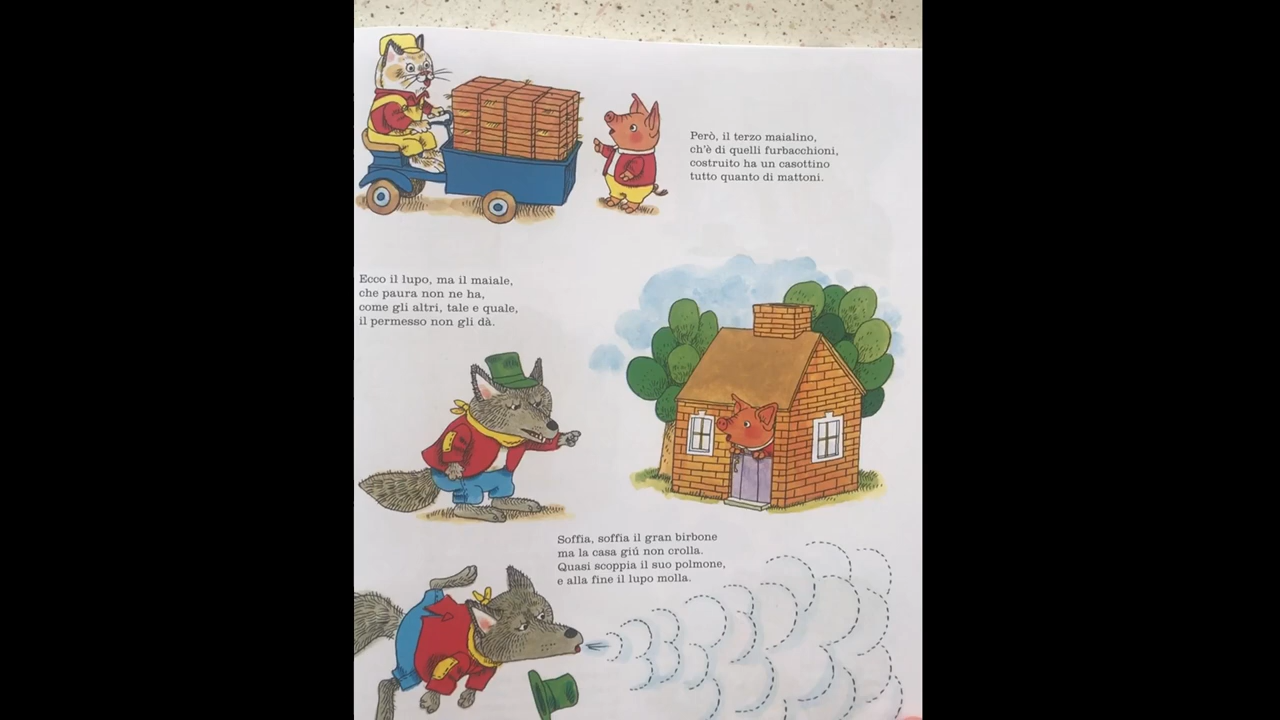 Però, il terzo maialino,
ch'è di quelli furbacchioni,
costruito ha un casottino
tutto quanto di mattoni.
Ecco il lupo, ma il maiale,
che paura non ne ha,
come gli altri, tale e quale,
il permesso non gli dà.
Soffia, soffia il gran birbone
ma la casa giú non crolla.
Quasi scoppia il suo polmone,
e alla fine il lupo molla.